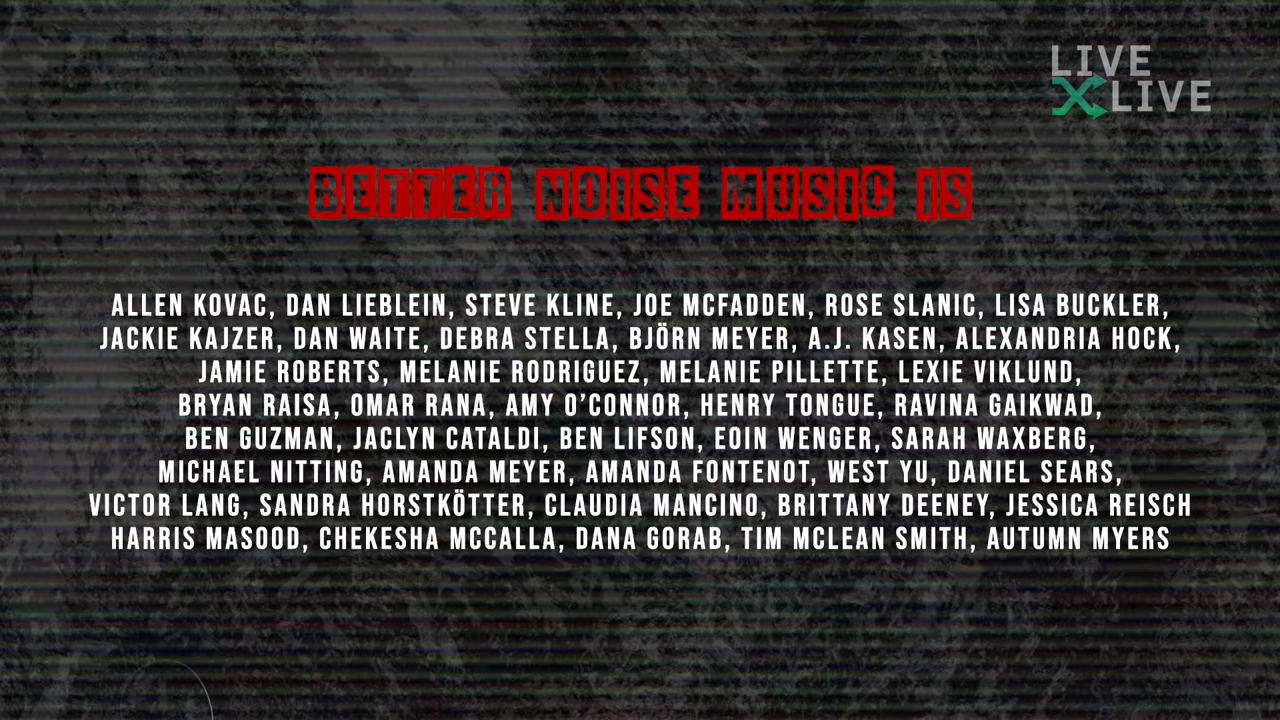 LIVE
XLIVE
BETTER NOISE MUSIC IS
ALLEN KOVAC, DAN LIEBLEIN, STEVE KLINE, JOE MCFADDEN, ROSE SLANIC, LISA BUCKLER,
JACKIE KAJZER, DAN WAITE, DEBRA STELLA, BJÖRN MEYER, A.J. KASEN, ALEXANDRIA HOCK,
JAMIE ROBERTS, MELANIE RODRIGUEZ, MELANIE PILLETTE, LEXIE VIKLUND,
BRYAN RAISA, OMAR RANA, AMY O’CONNOR, HENRY TONGUE, RAVINA GAIKWAD,
BEN GUZMAN, JACLYN CATALDI, BEN LIFSON, EOIN WENGER, SARAH WAXBERG,
MICHAEL NITTING, AMANDA MEYER, AMANDA FONTENOT, WEST YU, DANIEL SEARS,
VICTOR LANG, SANDRA HORSTKÖTTER, CLAUDIA MANCINO, BRITTANY DEENEY, JESSICA REISCH
HARRIS MASOOD, CHEKESHA MCCALLA, DANA GORAB, TIM MCLEAN SMITH, AUTUMN MYERS